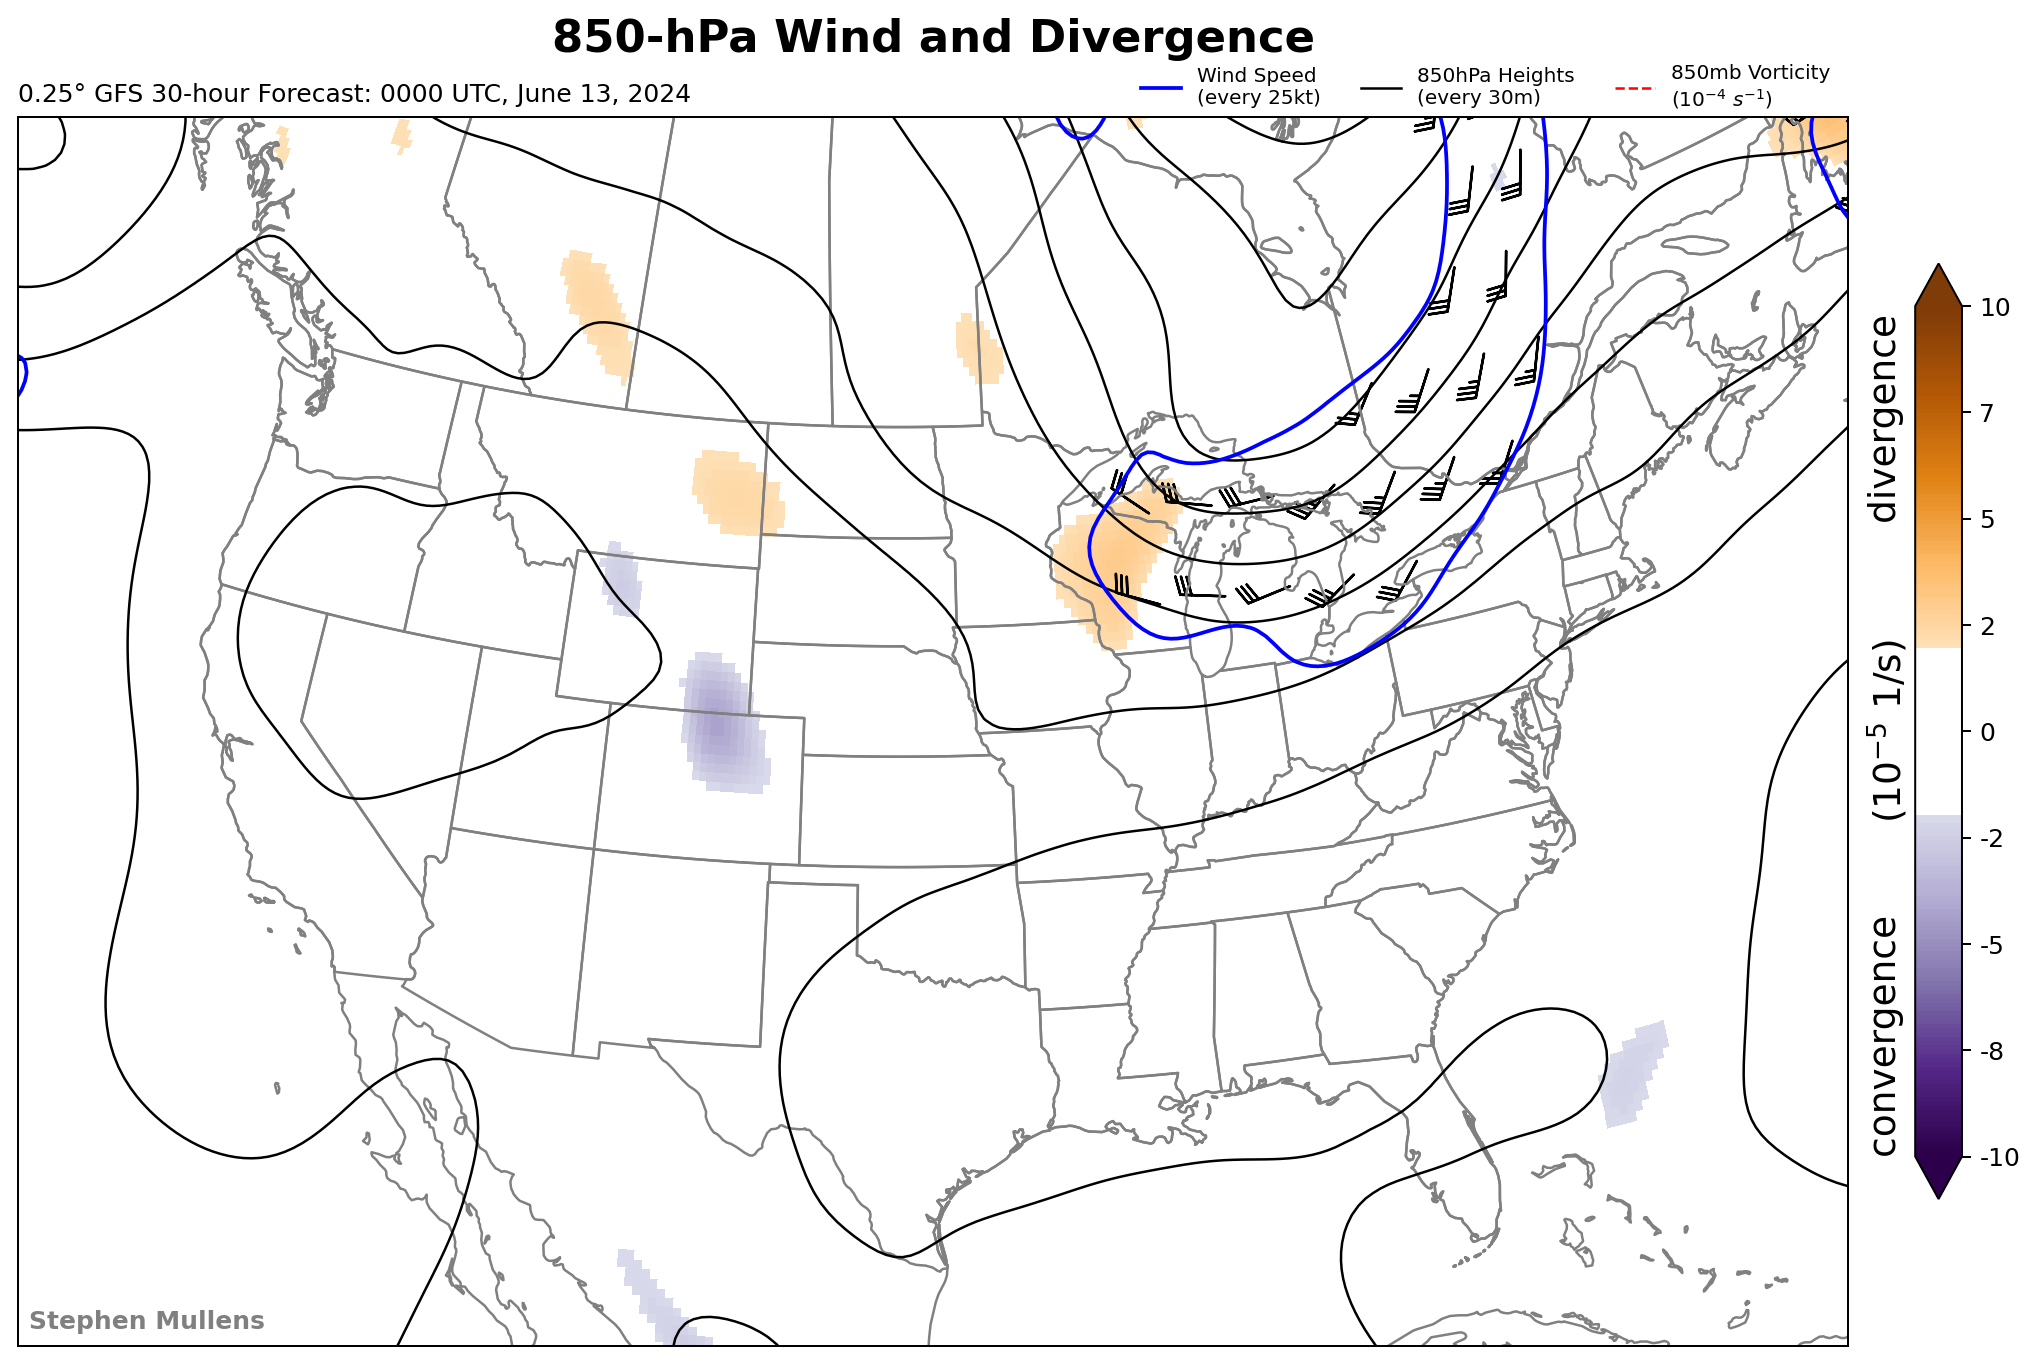 850-hPa Wind and Divergence
0.25° GFS 30-hour Forecast: 0000 UTC, June 13, 2024
Wind Speed
(every 25kt)
850hPa Heights
(every 30m)
850mb Vorticity
(10⁻⁴ s⁻¹)
10
7
5
2
0
-2
-5
-8
-10
convergence (10⁻⁵ 1/s) divergence
Stephen Mullens